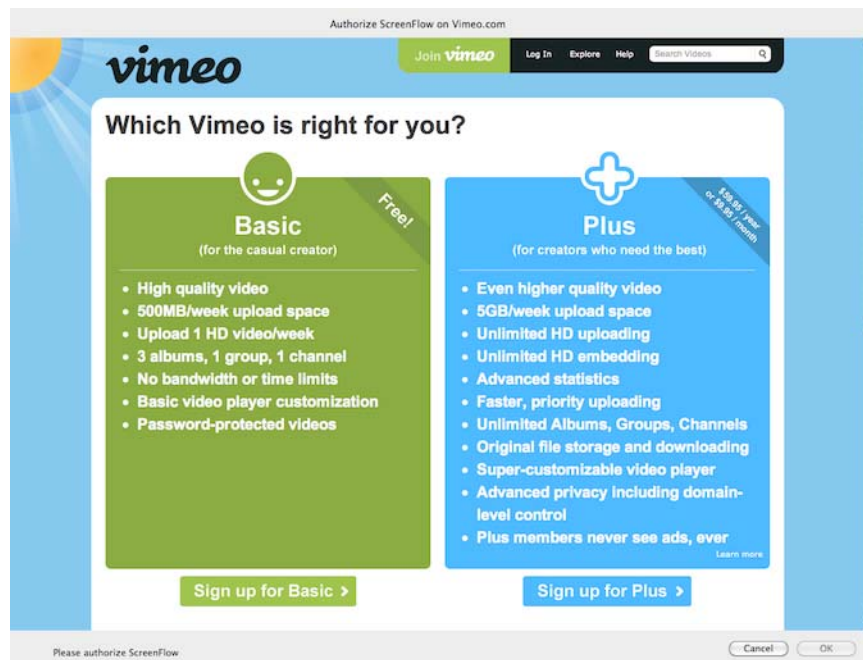 Authorize ScreenFlow on Vimeo.com
vimeo
Join vimeo
Log In
Explore
Help
Search Videos
Which Vimeo is right for you?
Free!
Basic
(for the casual creator)
• High quality video
• 500MB/week upload space
• Upload 1 HD video/week
• 3 albums, 1 group, 1 channel
• No bandwidth or time limits
• Basic video player customization
• Password-protected videos
Sign up for Basic >
$59.95 / year
or $9.95 / month
Plus
(for creators who need the best)
• Even higher quality video
• 5GB/week upload space
• Unlimited HD uploading
• Unlimited HD embedding
• Advanced statistics
• Faster, priority uploading
• Unlimited Albums, Groups, Channels
• Original file storage and downloading
• Super-customizable video player
• Advanced privacy including domain-
level control
• Plus members never see ads, ever
Learn more
Sign up for Plus >
Please authorize ScreenFlow
Cancel
OK